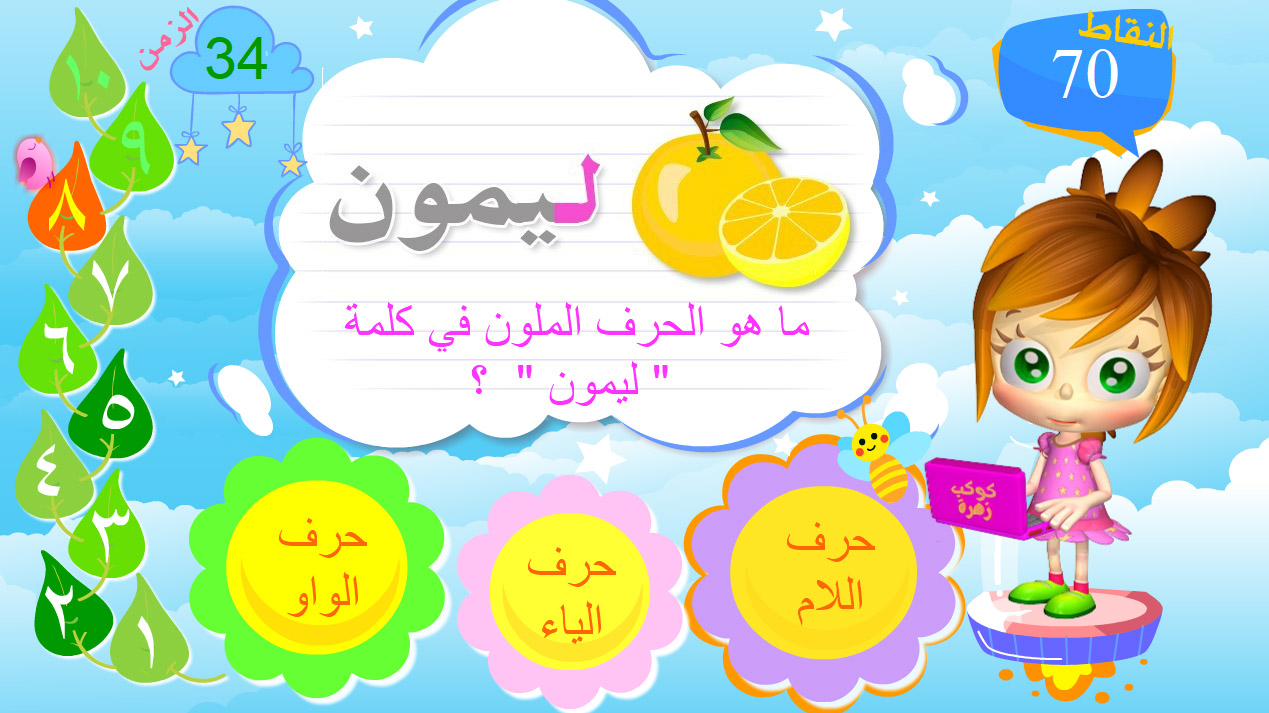 النقاط
70
الزمن
34
ليمون
ما هو الحرف الملون في كلمة
" ليمون " ؟
حرف
اللام
حرف
الياء
حرف
الواو
كوكب
زهرة
١٠
٩
٨
٧
٦
٥
٤
٣
٢
١